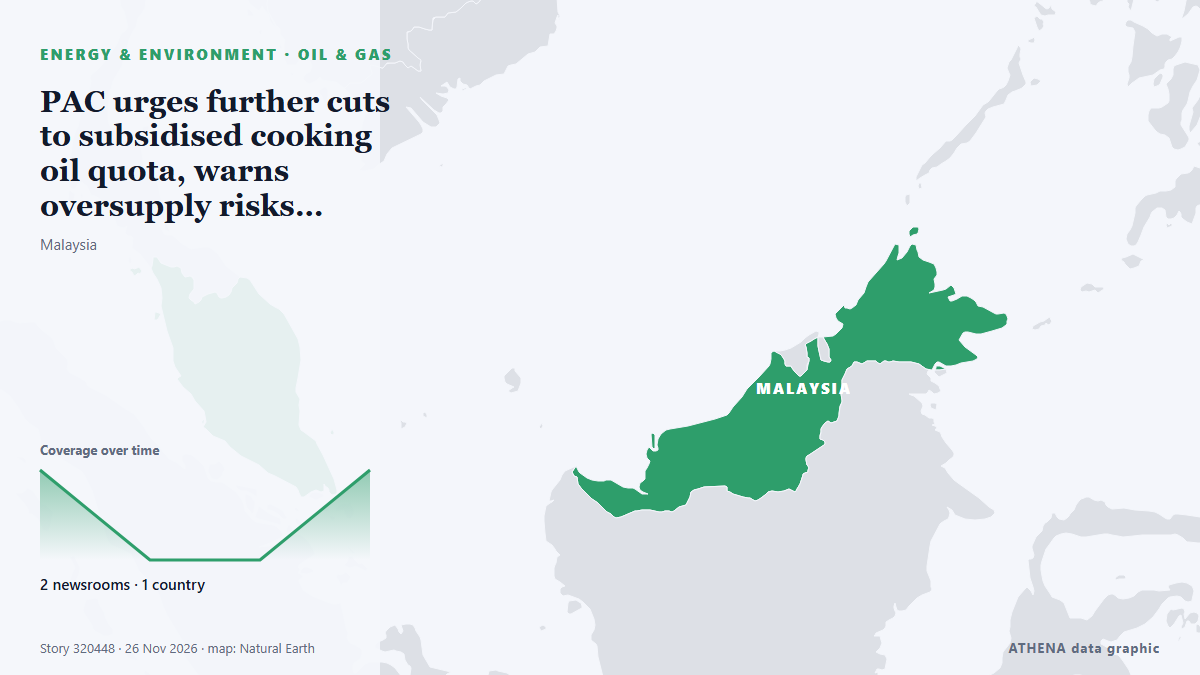 ENERGY & ENVIRONMENT · OIL & GAS
PAC urges further cuts
to subsidised cooking
oil quota, warns
oversupply risks...
Malaysia
MALAYSIA
Coverage over time
2 newsrooms · 1 country
Story 320448 · 26 Nov 2026 · map: Natural Earth
ATHENA data graphic